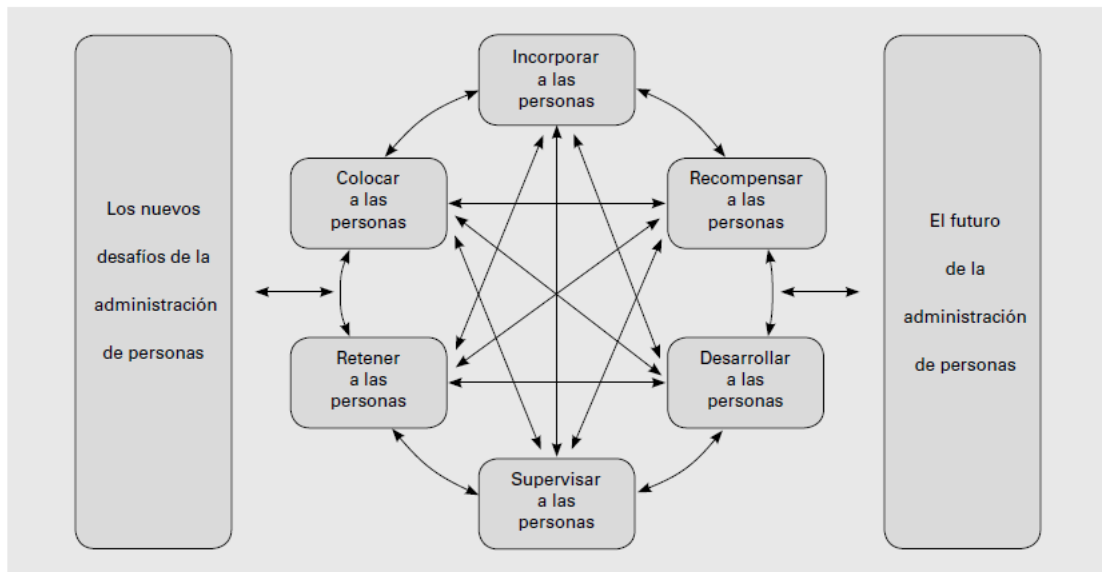 Los nuevos
desafíos de la
administración
de personas
Incorporar
a las
personas
Colocar
a las
personas
Recompensar
a las
personas
Retener
a las
personas
Desarrollar
a las
personas
Supervisar
a las
personas
El futuro
de la
administración
de personas